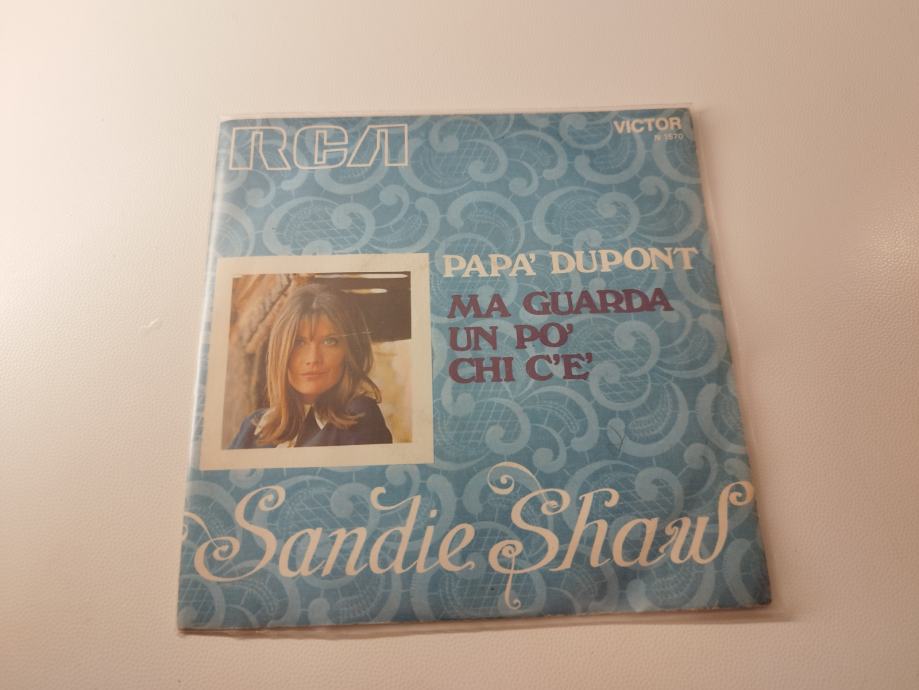 RCA
VICTOR
N 1570
PAPA' DUPONT
MA GUARDA
UN PO'
CHI C'E'
Sandie Shaw